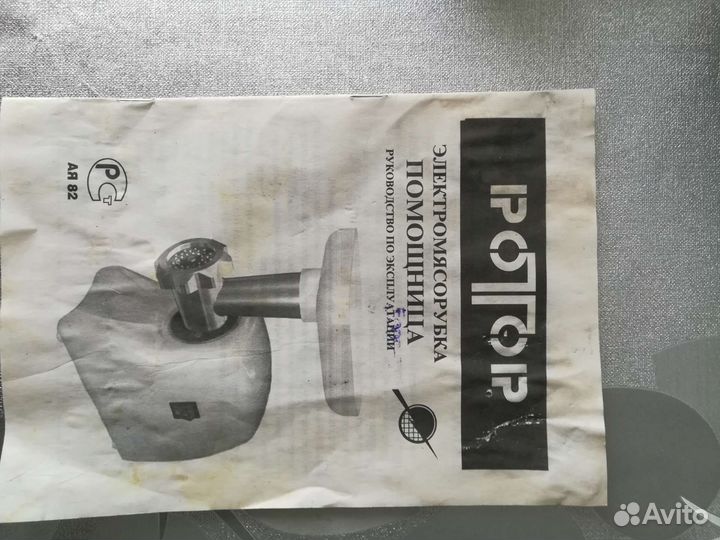 РОТОР
ЭЛЕКТРОМЯСОРУБКА
ПОМОЩНИЦА
РУКОВОДСТВО ПО ЭКСПЛУАТАЦИИ
РСТ
АЯ 82
Avito